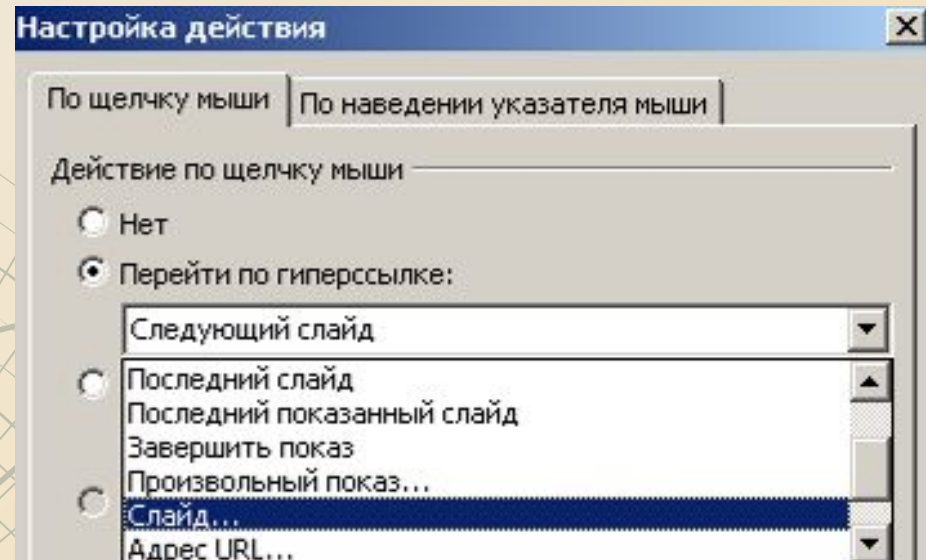 Настройка действия
По щелчку мыши
По наведении указателя мыши
Действие по щелчку мыши
Нет
Перейти по гиперссылке:
Следующий слайд
Последний слайд
Последний показанный слайд
Завершить показ
Произвольный показ...
Слайд...
Адрес URL...